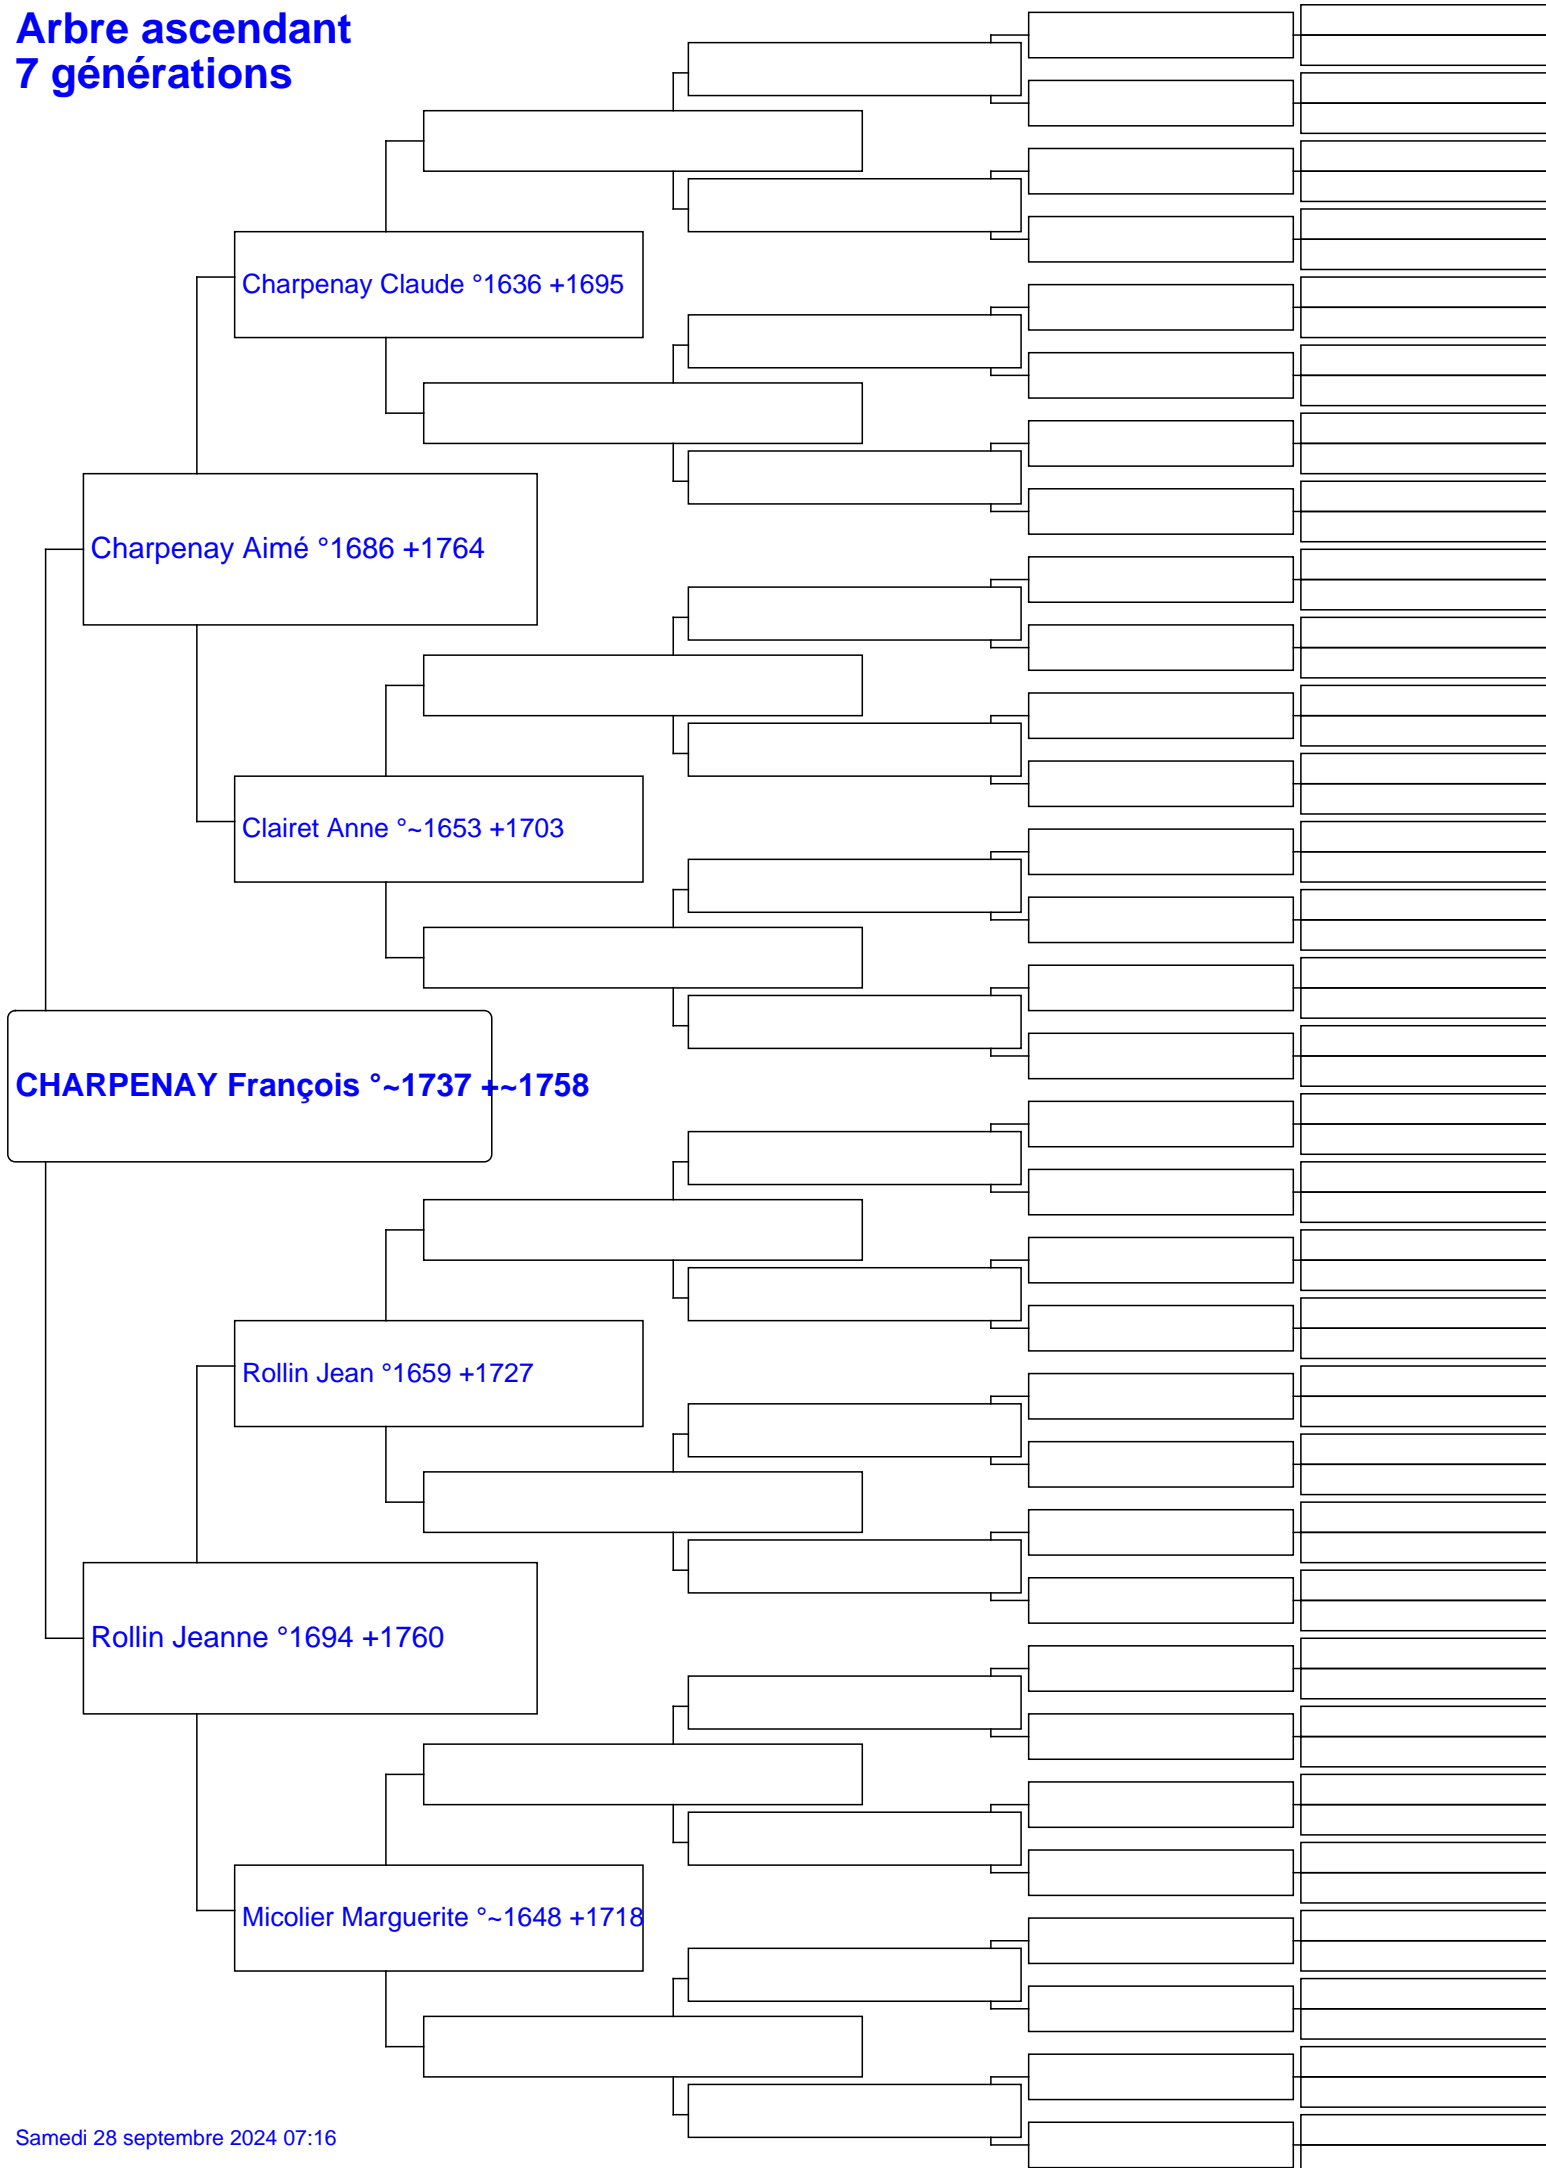 Arbre ascendant
7 générations
Charpenay Claude °1636 +1695
Charpenay Aimé °1686 +1764
Clairet Anne °~1653 +1703
CHARPENAY François °~1737 +~1758
Rollin Jean °1659 +1727
Rollin Jeanne °1694 +1760
Micolier Marguerite °~1648 +1718
Samedi 28 septembre 2024 07:16